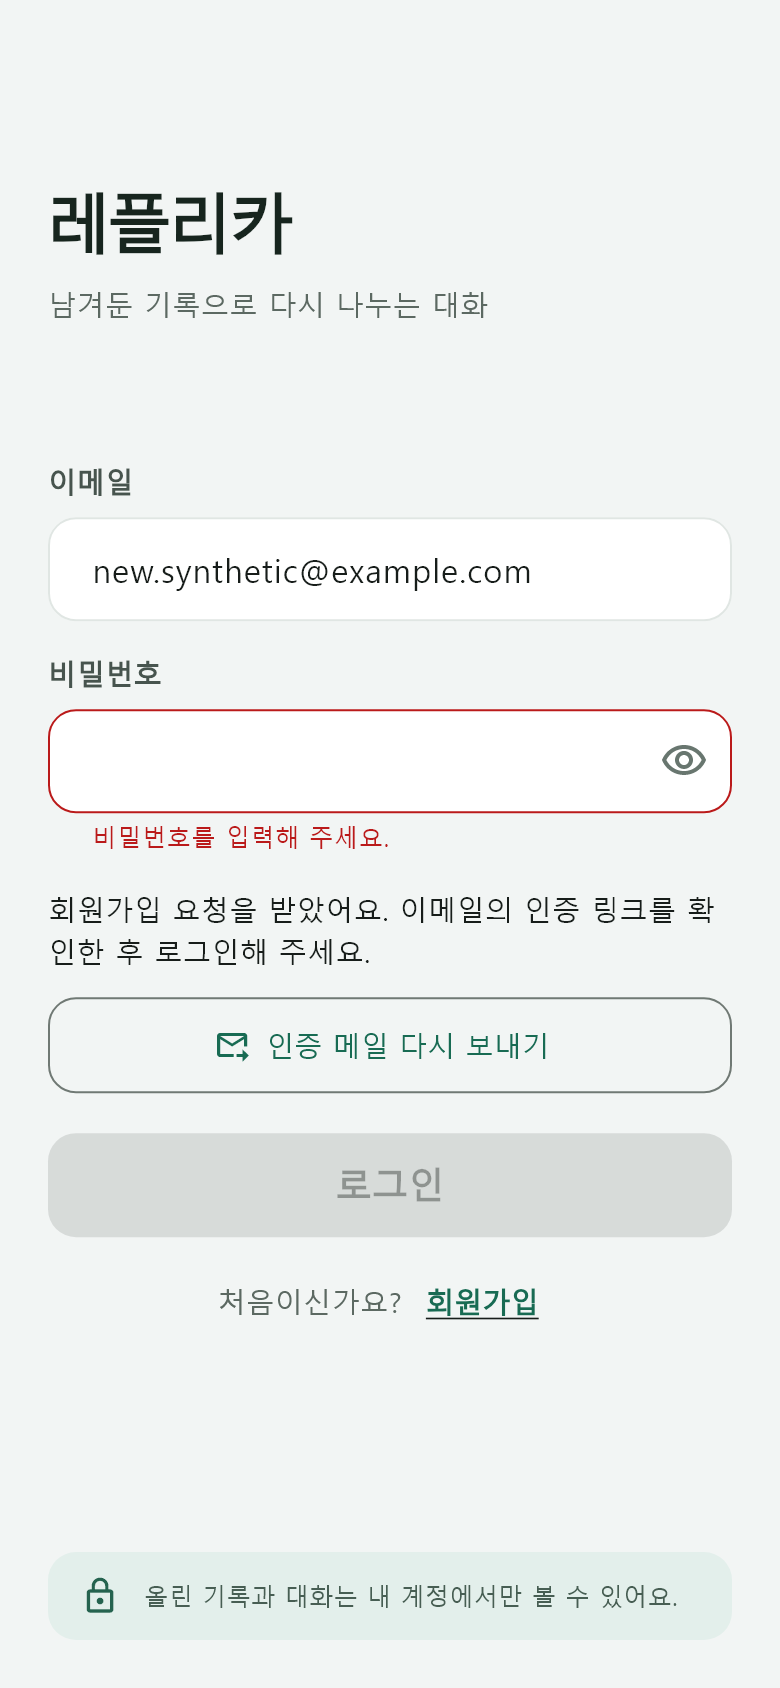 레플리카
남겨둔 기록으로 다시 나누는 대화
이메일
new.synthetic@example.com
비밀번호
비밀번호를 입력해 주세요.
회원가입 요청을 받았어요. 이메일의 인증 링크를 확
인한 후 로그인해 주세요.
인증 메일 다시 보내기
로그인
처음이신가요? 회원가입
올린 기록과 대화는 내 계정에서만 볼 수 있어요.